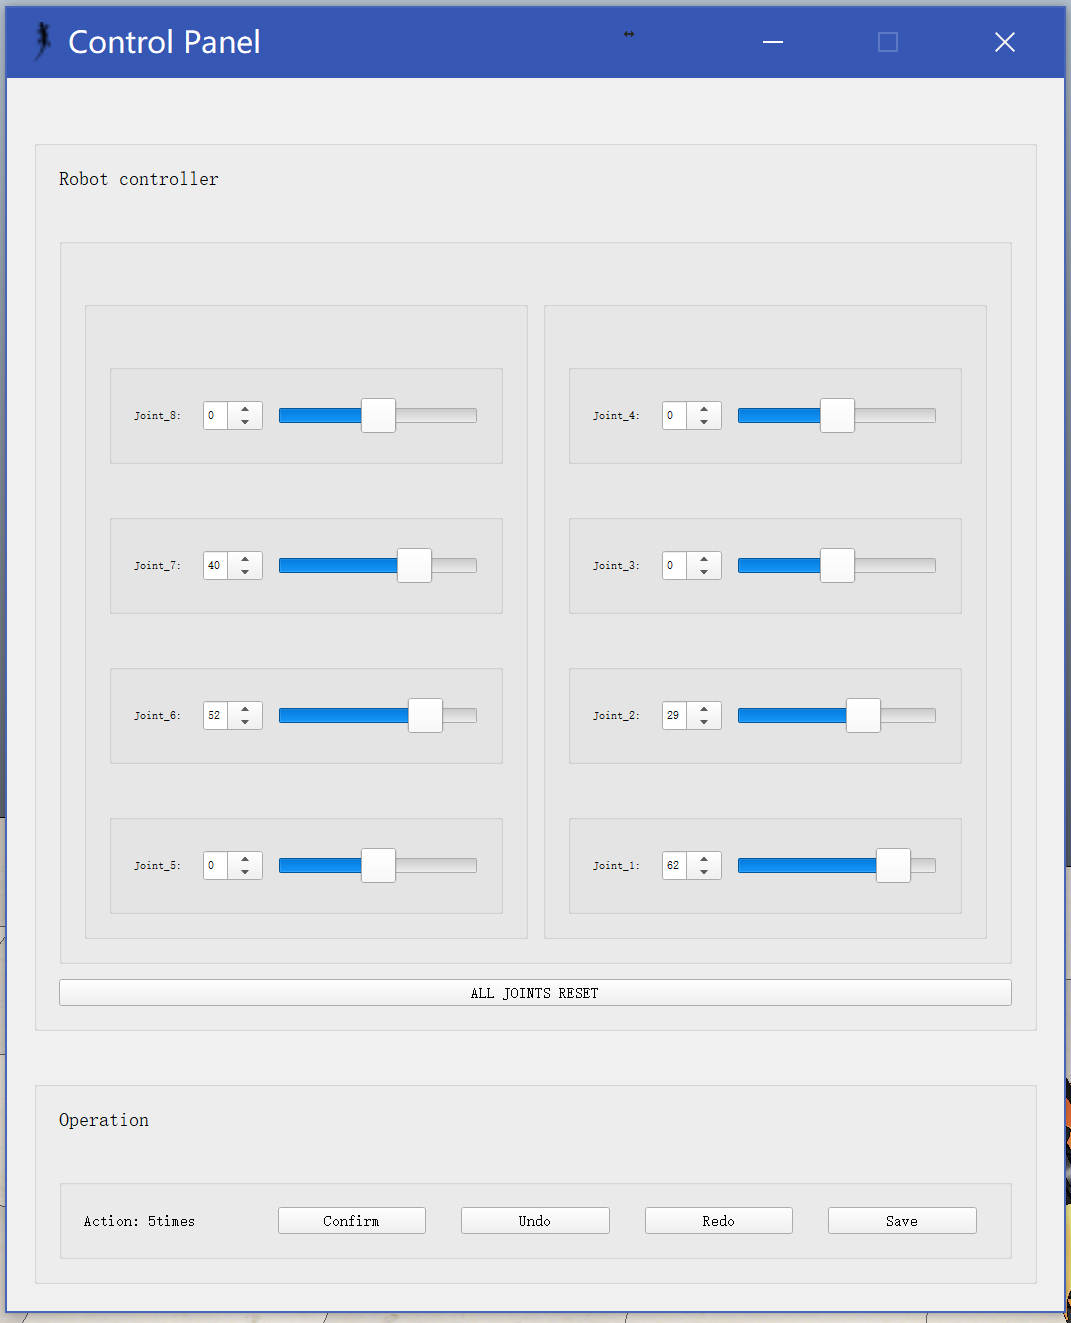 Control Panel
Robot controller
Joint_8: 0
Joint_4: 0
Joint_7: 40
Joint_3: 0
Joint_6: 52
Joint_2: 29
Joint_5: 0
Joint_1: 62
ALL JOINTS RESET
Operation
Action: 5times Confirm Undo Redo Save